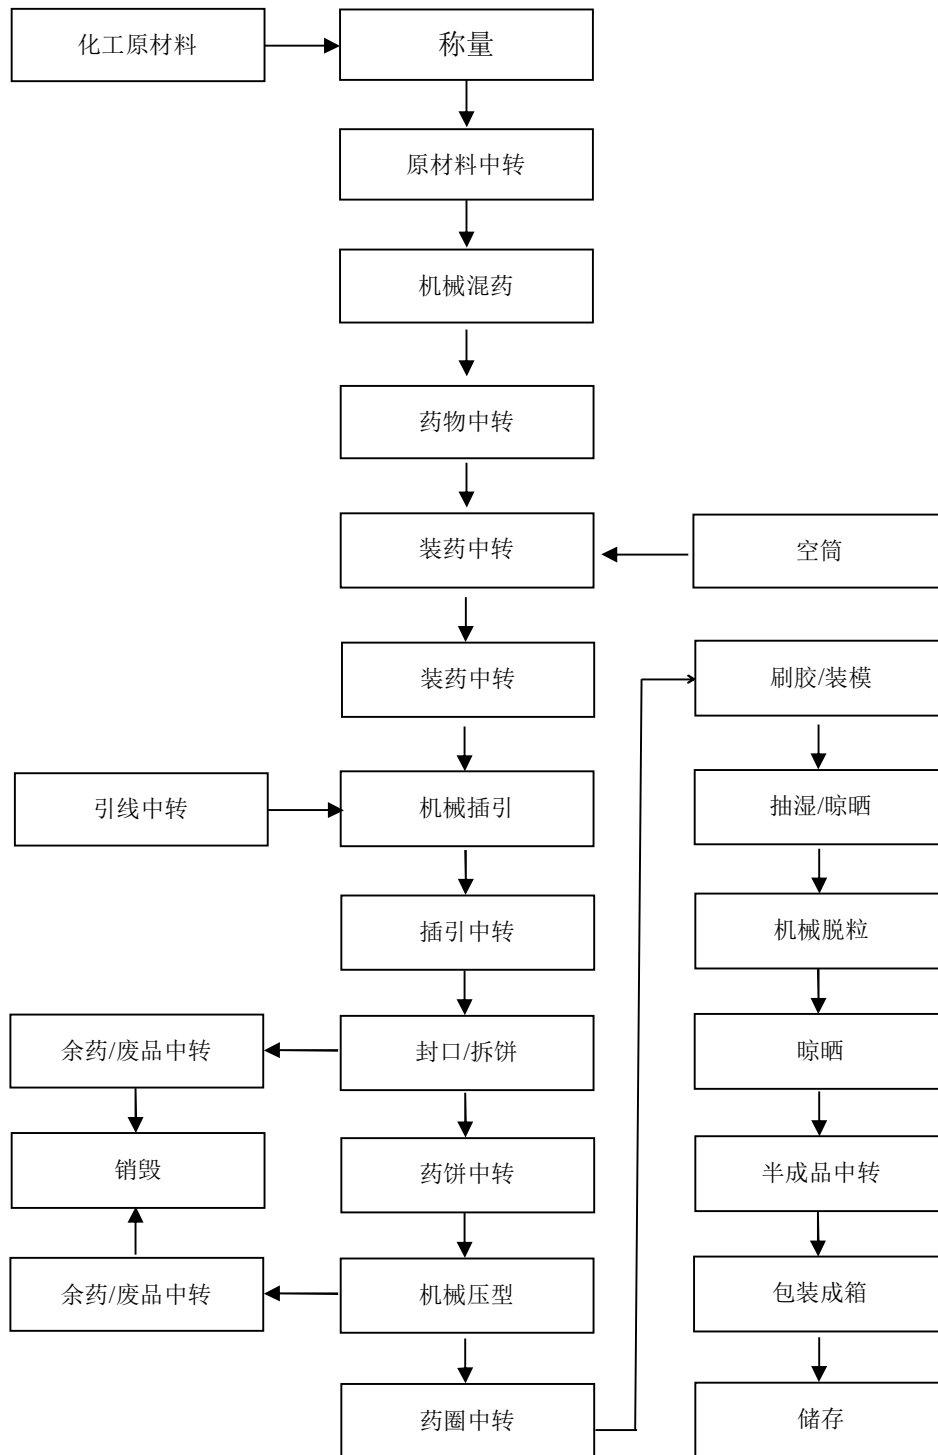 化工原材料
称量
原材料中转
机械混药
药物中转
装药中转
空筒
装药中转
刷胶/装模
引线中转
机械插引
抽湿/晾晒
插引中转
机械脱粒
余药/废品中转
封口/拆饼
晾晒
销毁
药饼中转
半成品中转
余药/废品中转
机械压型
包装成箱
药圈中转
储存